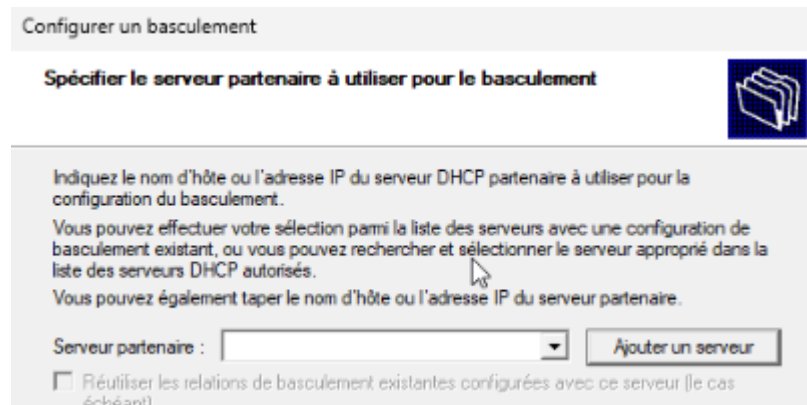 Configurer un basculement
Spécifier le serveur partenaire à utiliser pour le basculement
Indiquez le nom d'hôte ou l'adresse IP du serveur DHCP partenaire à utiliser pour la
configuration du basculement.
Vous pouvez effectuer votre sélection parmi la liste des serveurs avec une configuration de
basculement existant, ou vous pouvez rechercher et sélectionner le serveur approprié dans la
liste des serveurs DHCP autorisés.
Vous pouvez également taper le nom d'hôte ou l'adresse IP du serveur partenaire.
Serveur partenaire :
Ajouter un serveur
Réutiliser les relations de basculement existantes configurées avec ce serveur (le cas
échéant)